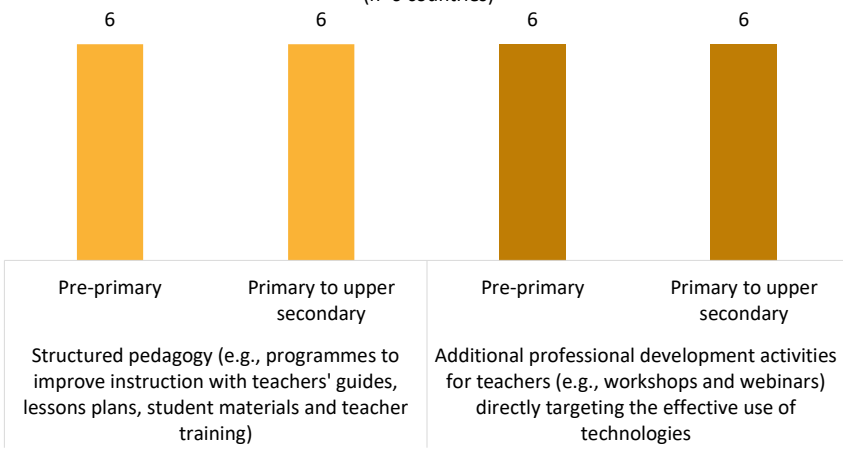 6 6 6 6
Pre-primary Primary to upper secondary Pre-primary Primary to upper secondary
Structured pedagogy (e.g., programmes to
improve instruction with teachers' guides,
lessons plans, student materials and teacher
training)
Additional professional development activities
for teachers (e.g., workshops and webinars)
directly targeting the effective use of
technologies